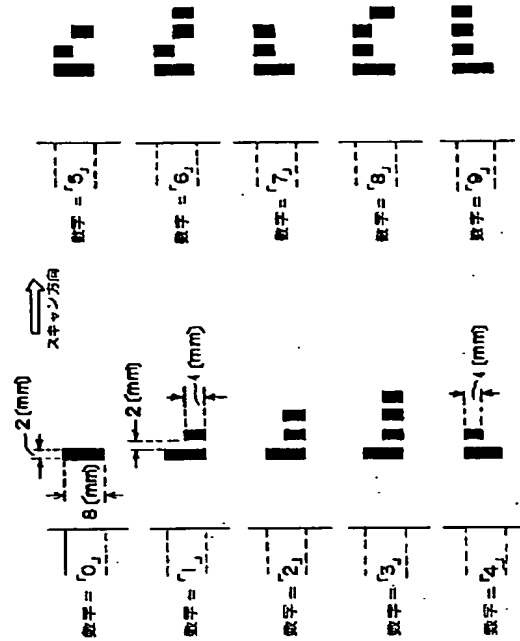 数字=「0」
8(mm)
2(mm)
スキャン方向
数字=「1」
2(mm)
4(mm)
数字=「2」
数字=「3」
数字=「4」
4(mm)
数字=「5」
数字=「6」
数字=「7」
数字=「8」
数字=「9」